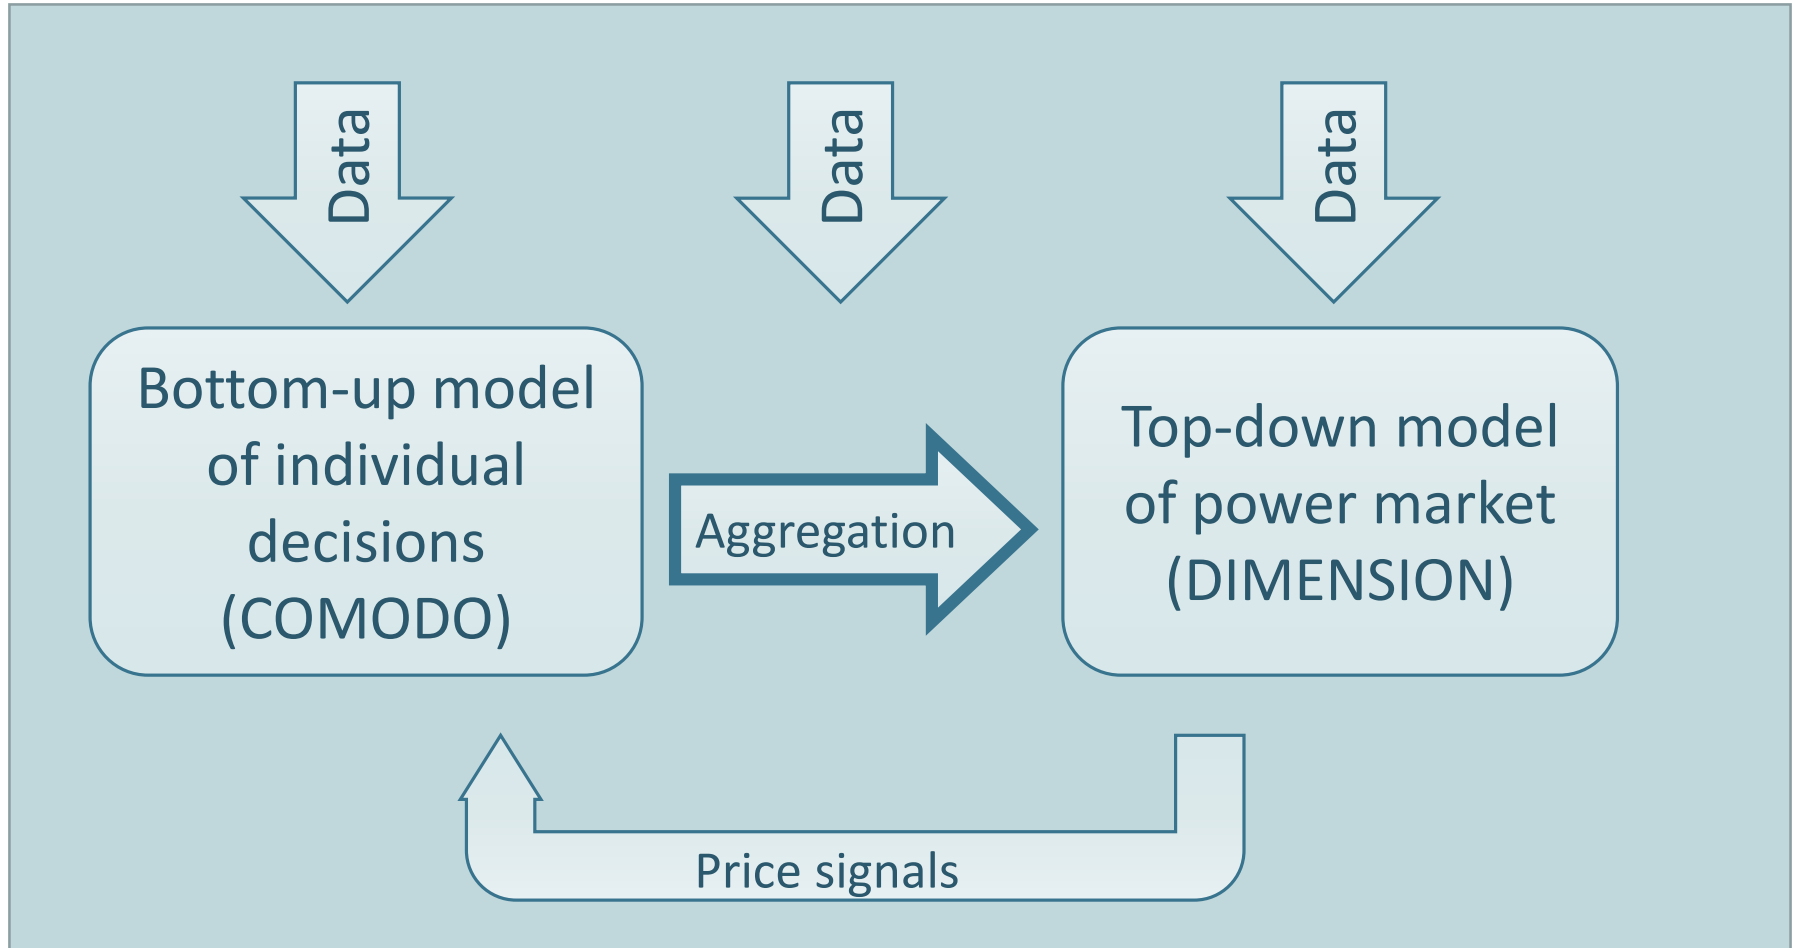 Data
Data
Data
Bottom-up model
of individual
decisions
(COMODO)
Aggregation
Top-down model
of power market
(DIMENSION)
Price signals